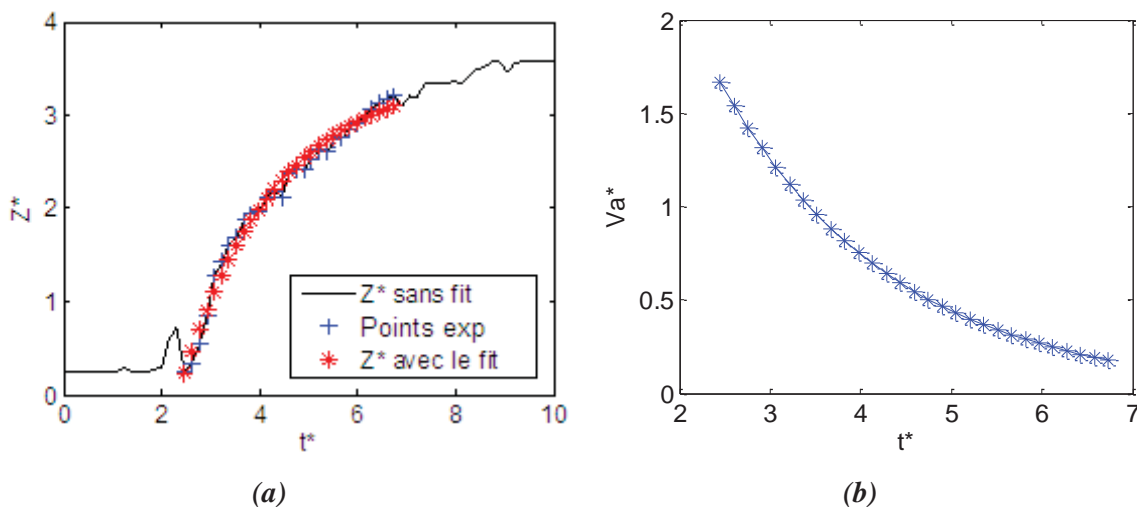 4
3
2
1
0
Z*
0 2 4 6 8 10
t*
Z* sans fit
Points exp
Z* avec le fit
(a)
2
1.5
1
0.5
0
Va*
2 3 4 5 6 7
t*
(b)